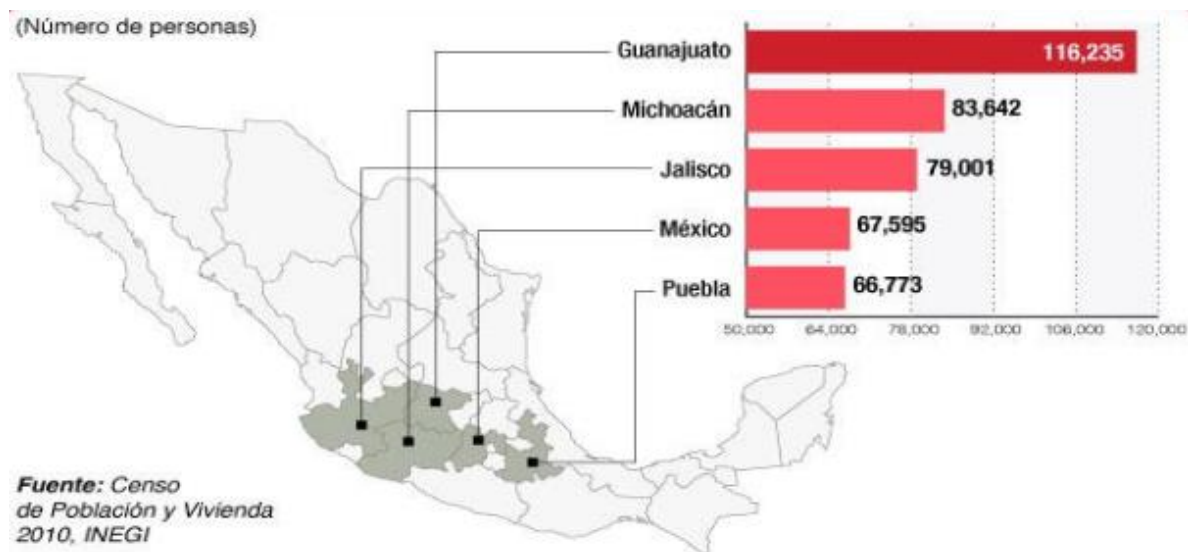 (Número de personas)
Guanajuato 116,235
Michoacán 83,642
Jalisco 79,001
México 67,595
Puebla 66,773
50,000 64,000 78,000 92,000 106,000 120,000
Fuente: Censo
de Población y Vivienda
2010, INEGI